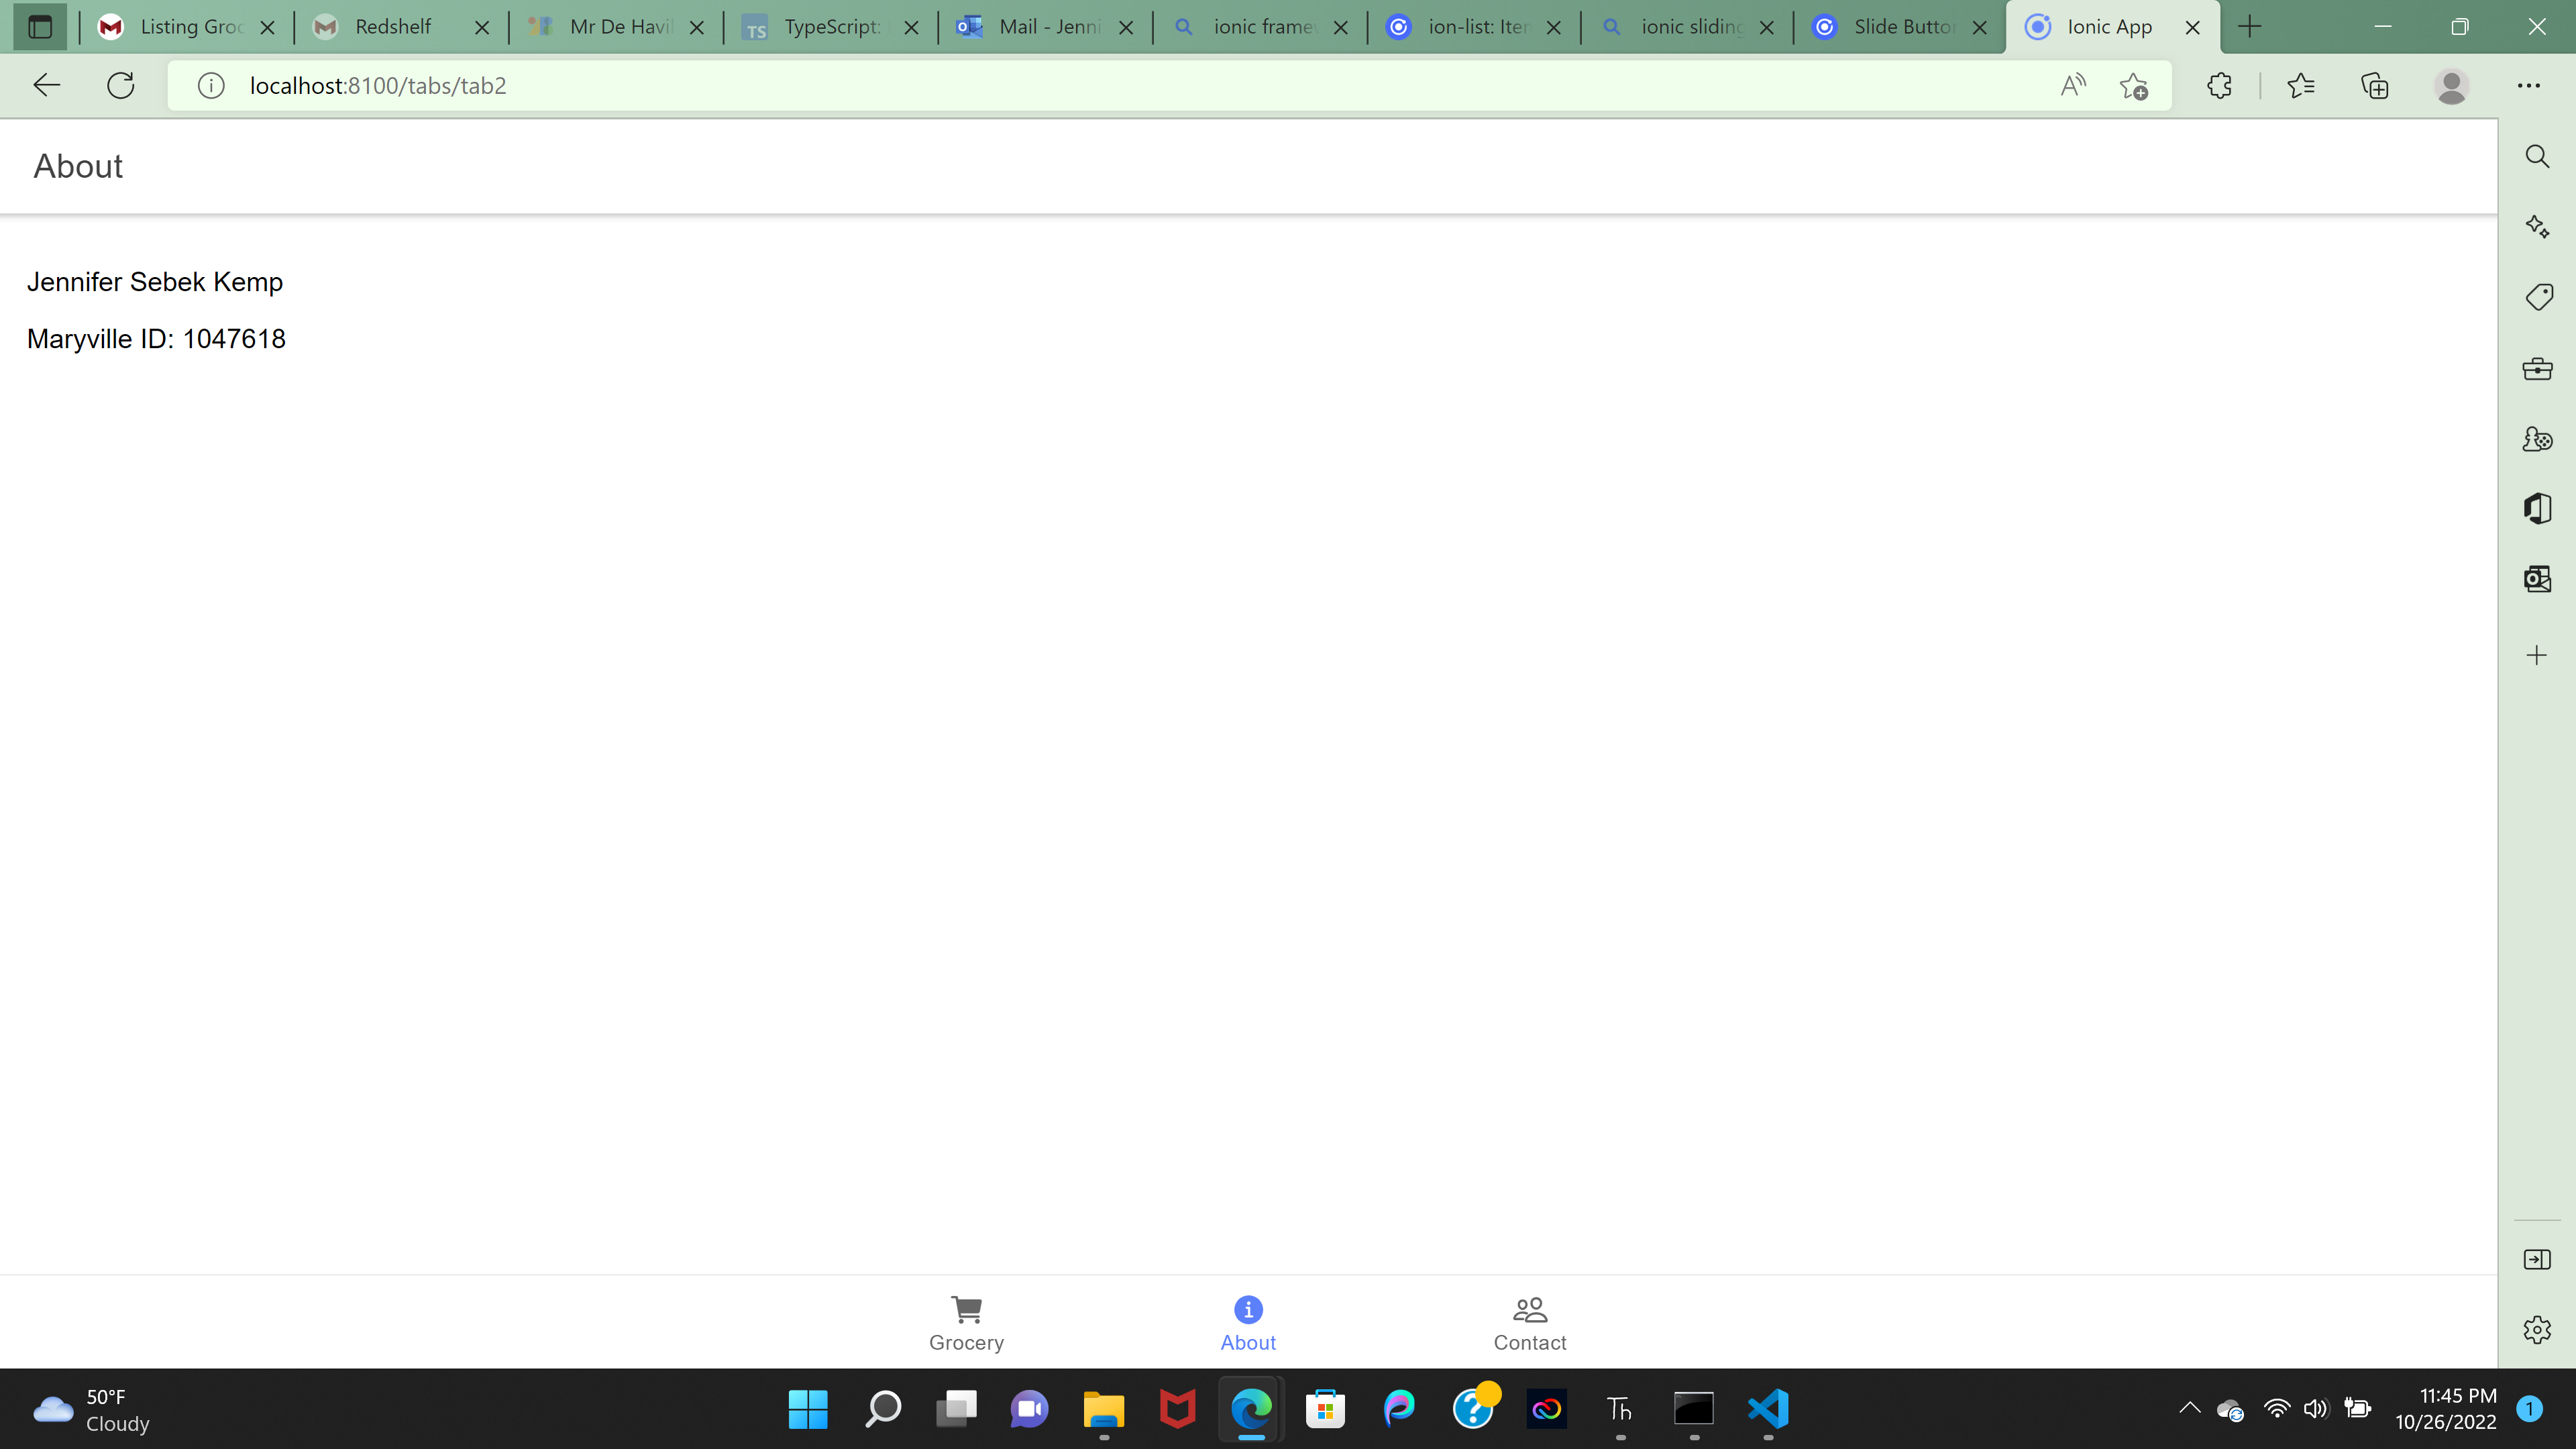 Listing Groc
Redshelf
Mr De Havil
TS TypeScript:
Mail - Jenni
ionic frame
ion-list: Iter
ionic sliding
Slide Button
Ionic App
localhost:8100/tabs/tab2
About
Jennifer Sebek Kemp
Maryville ID: 1047618
Grocery
About
Contact
50°F
Cloudy
Th
11:45 PM
10/26/2022
1